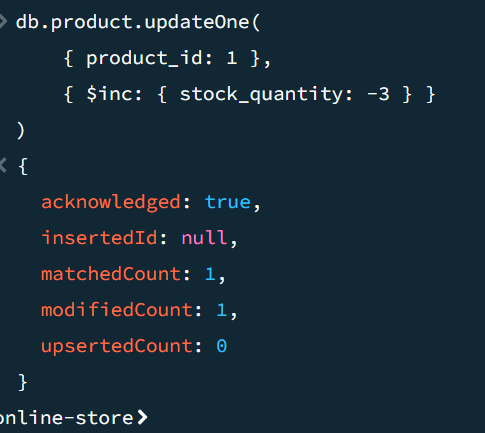 > db.product.updateOne(
{ product_id: 1 },
{ $inc: { stock_quantity: -3 } }
)
< {
acknowledged: true,
insertedId: null,
matchedCount: 1,
modifiedCount: 1,
upsertedCount: 0
}
online-store>